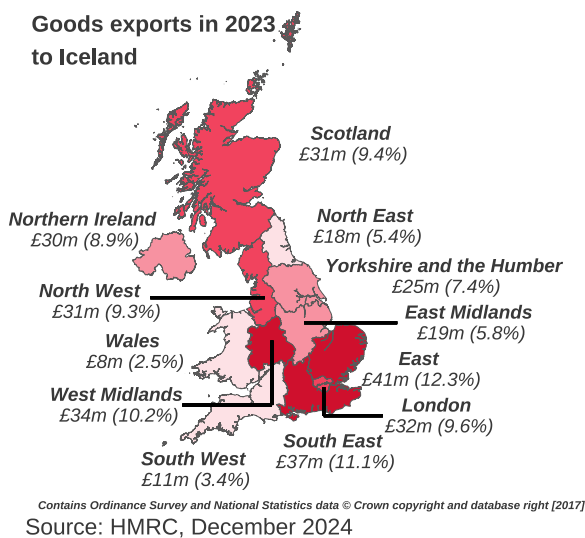 Goods exports in 2023
to Iceland
Scotland
£31m (9.4%)
Northern Ireland
£30m (8.9%)
North East
£18m (5.4%)
Yorkshire and the Humber
£25m (7.4%)
North West
£31m (9.3%)
East Midlands
£19m (5.8%)
Wales
£8m (2.5%)
East
£41m (12.3%)
West Midlands
£34m (10.2%)
London
£32m (9.6%)
South East
£37m (11.1%)
South West
£11m (3.4%)
Contains Ordinance Survey and National Statistics data © Crown copyright and database right [2017]
Source: HMRC, December 2024